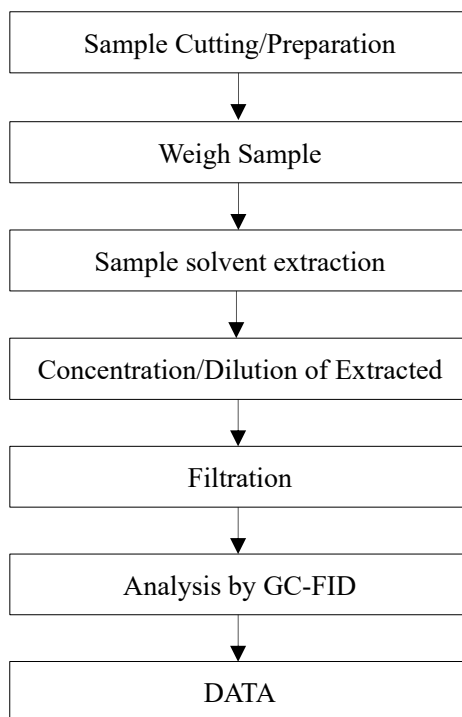 Sample Cutting/Preparation
Weigh Sample
Sample solvent extraction
Concentration/Dilution of Extracted
Filtration
Analysis by GC-FID
DATA